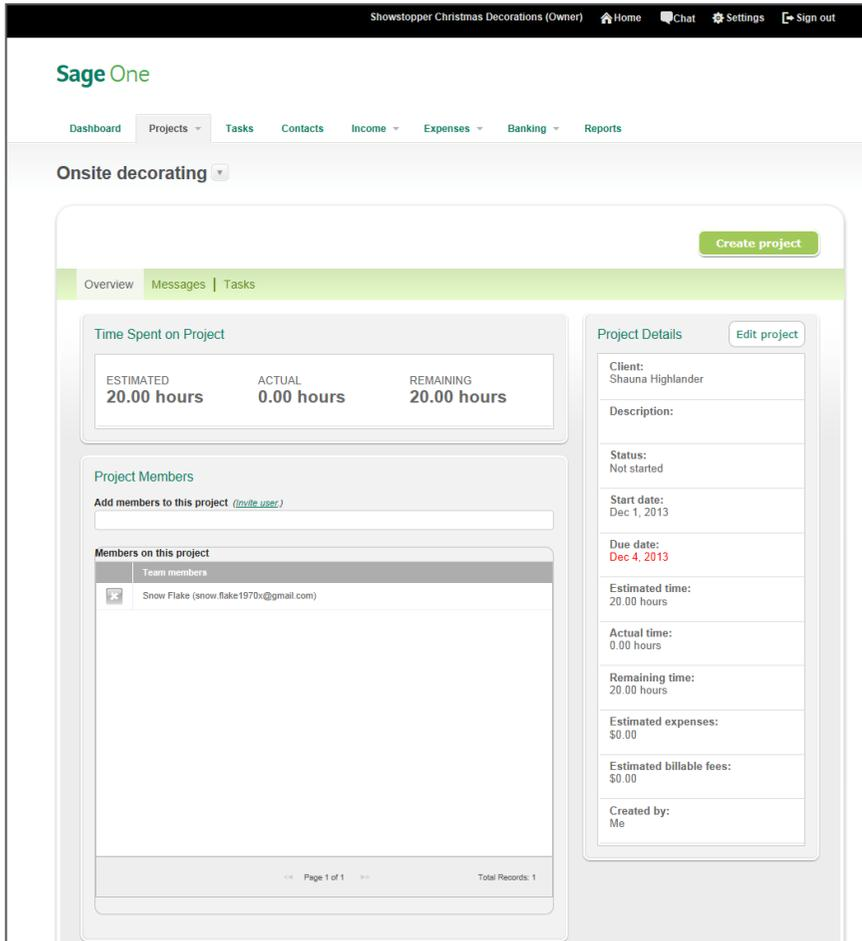 Showstopper Christmas Decorations (Owner) Home Chat Settings Sign out
Sage One
Dashboard Projects Tasks Contacts Income Expenses Banking Reports
Onsite decorating
Create project
Overview Messages | Tasks
Time Spent on Project
ESTIMATED ACTUAL REMAINING
20.00 hours 0.00 hours 20.00 hours
Project Members
Add members to this project (Invite user.)
Members on this project
Team members
Snow Flake (snow.flake1970x@gmail.com)
Page 1 of 1 Total Records: 1
Project Details Edit project
Client:
Shauna Highlander
Description:
Status:
Not started
Start date:
Dec 1, 2013
Due date:
Dec 4, 2013
Estimated time:
20.00 hours
Actual time:
0.00 hours
Remaining time:
20.00 hours
Estimated expenses:
$0.00
Estimated billable fees:
$0.00
Created by:
Me